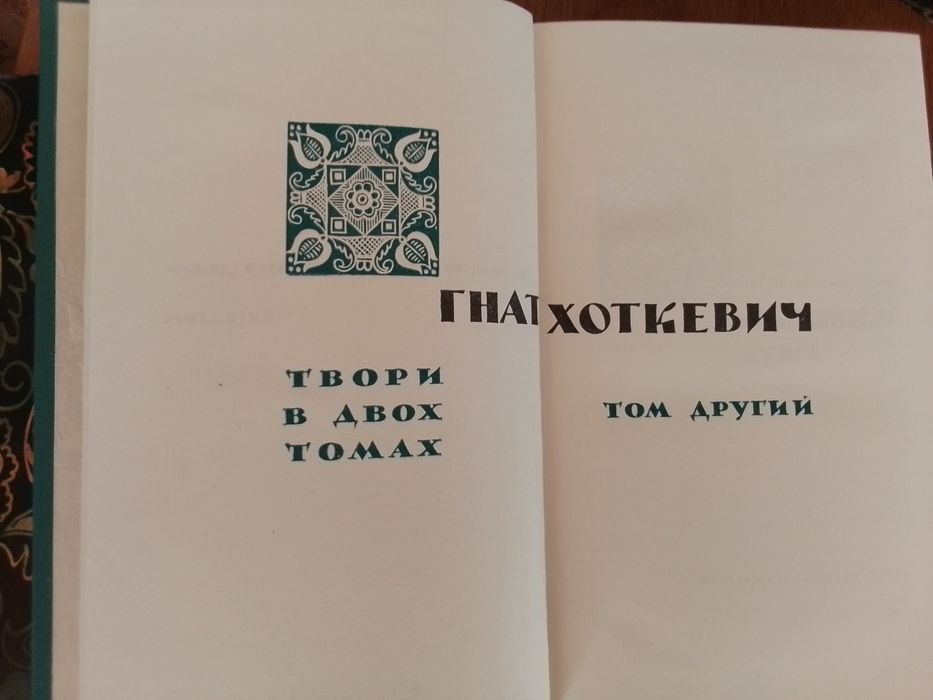 ГНАТ ХОТКЕВИЧ
ТВОРИ
В ДВОХ
ТОМАХ
ТОМ ДРУГИЙ